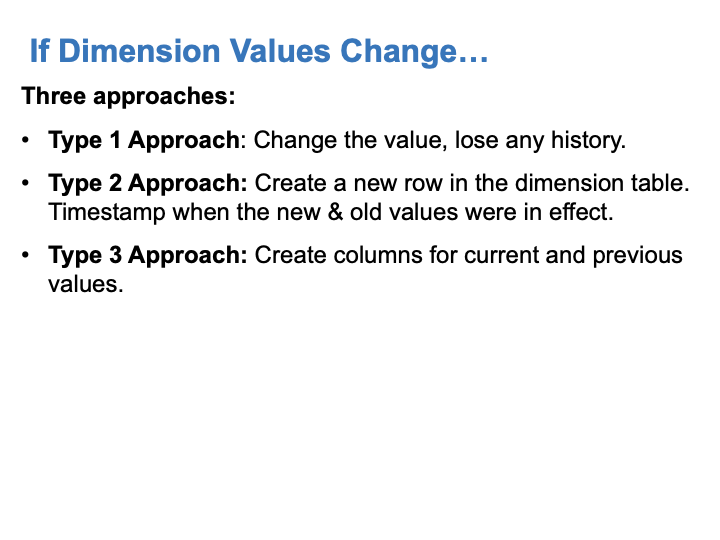 If Dimension Values Change…
Three approaches:
• Type 1 Approach: Change the value, lose any history.
• Type 2 Approach: Create a new row in the dimension table.
Timestamp when the new & old values were in effect.
• Type 3 Approach: Create columns for current and previous
values.